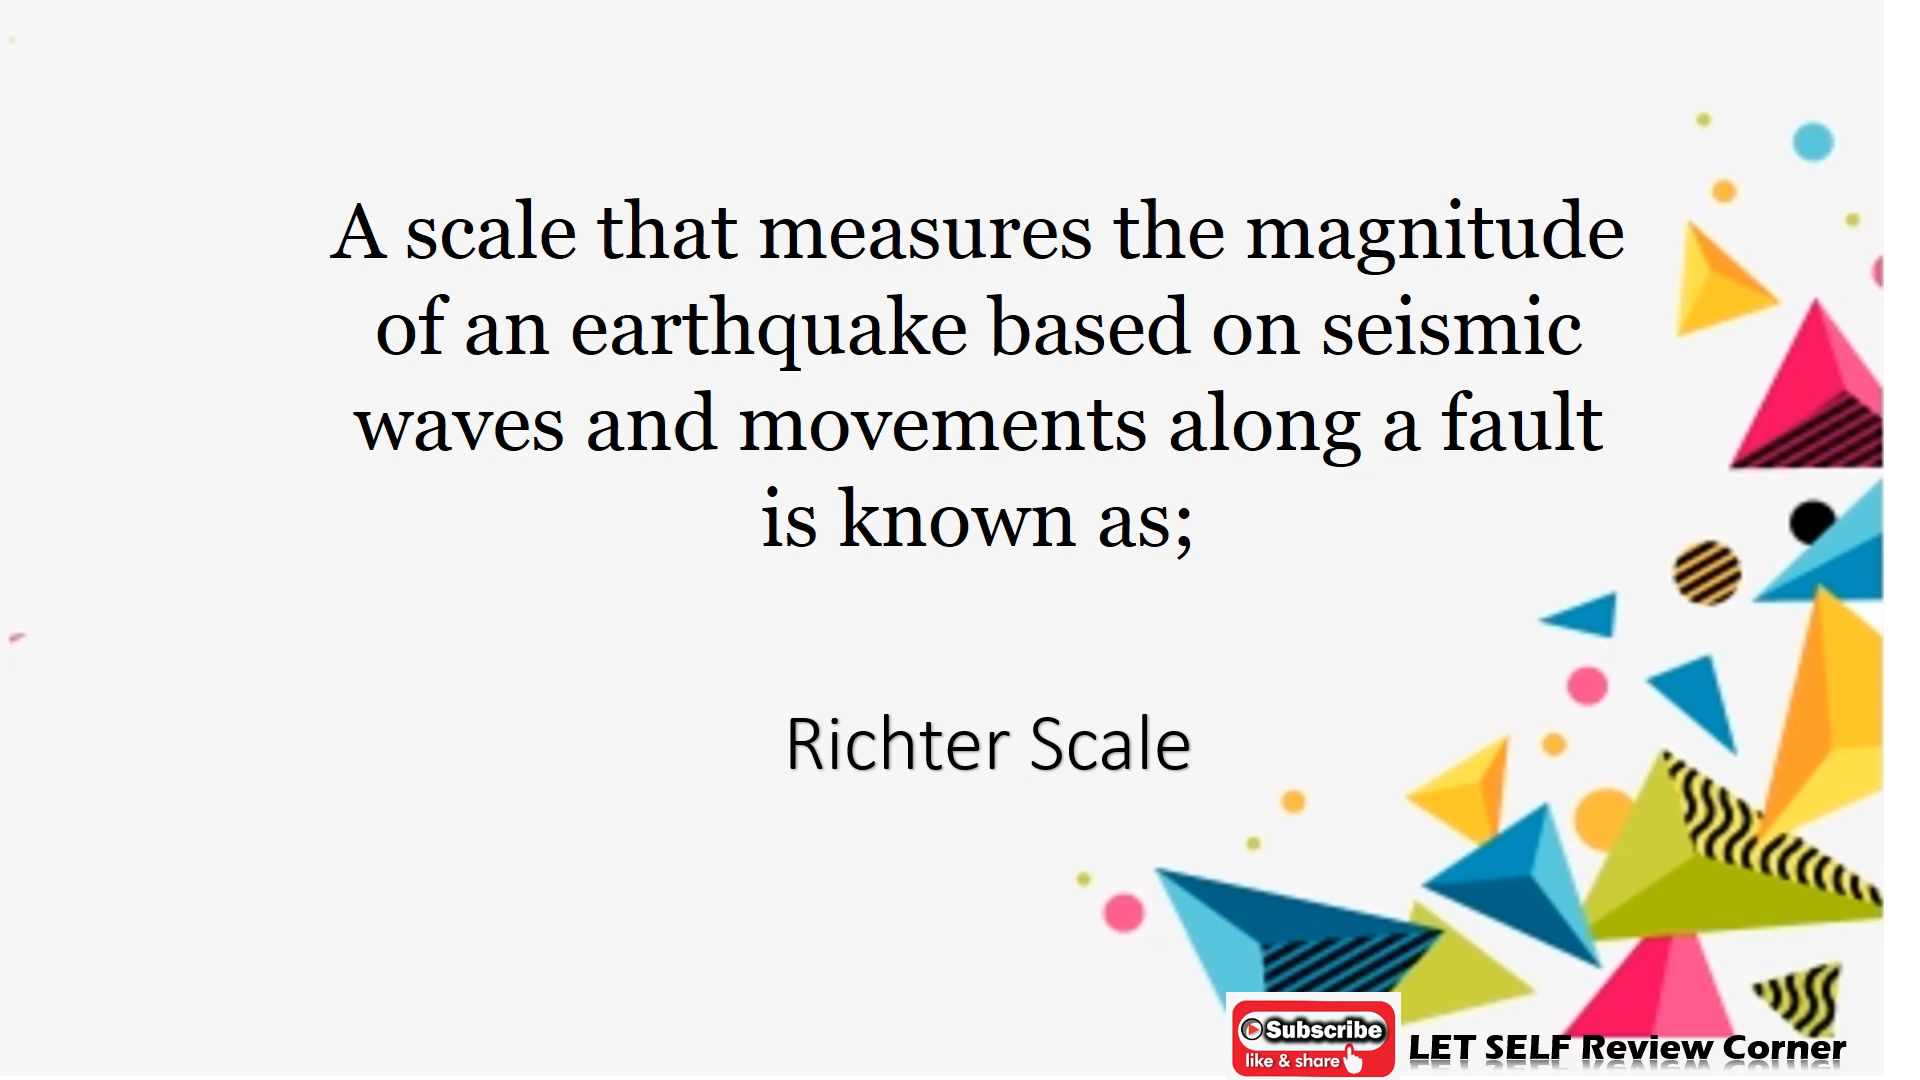 A scale that measures the magnitude
of an earthquake based on seismic
waves and movements along a fault
is known as;
Richter Scale
Subscribe
like & share
LET SELF Review Corner